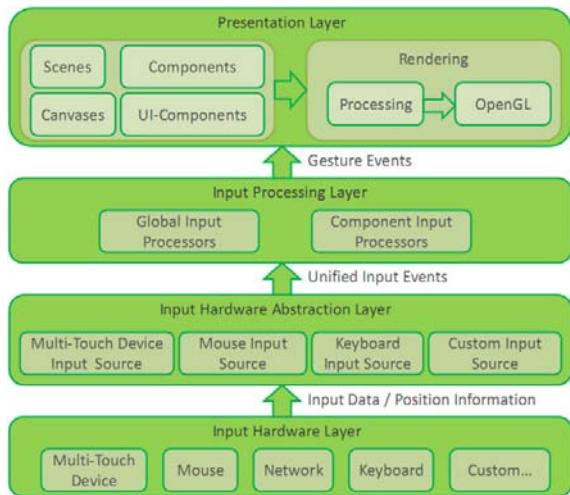 Presentation Layer
Scenes
Components
Canvases
UI-Components
Rendering
Processing
OpenGL
Gesture Events
Input Processing Layer
Global Input
Processors
Component Input
Processors
Unified Input Events
Input Hardware Abstraction Layer
Multi-Touch Device
Input Source
Mouse Input
Source
Keyboard
Input Source
Custom Input
Source
Input Data / Position Information
Input Hardware Layer
Multi-Touch
Device
Mouse
Network
Keyboard
Custom...